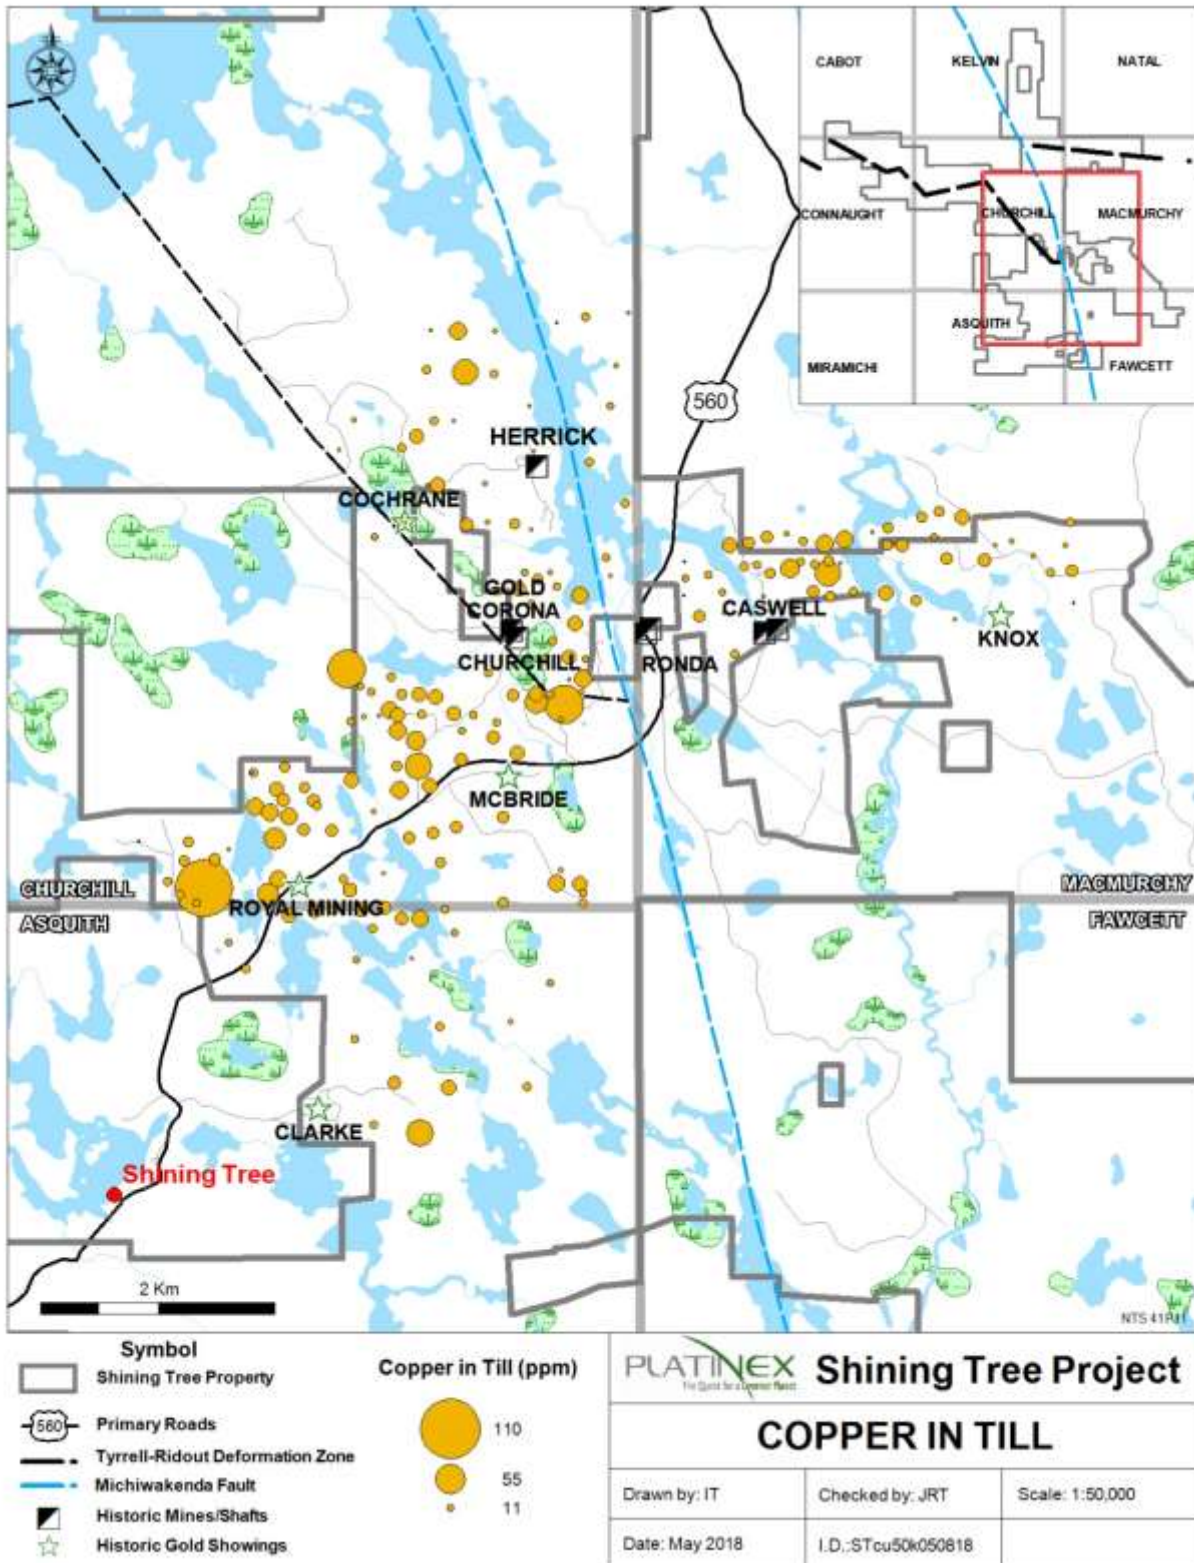 CABOT
KELVIN
NATAL
CONNAUGHT
CHURCHILL
MACMURCHY
ASQUITH
MIRAMICHI
FAWCETT
560
HERRICK
COCHRANE
GOLD
CORONA
CHURCHILL
RONDA
CASWELL
KNOX
MCBRIDE
CHURCHILL
ASQUITH
ROYAL MINING
MACMURCHY
FAWCETT
CLARKE
Shining Tree
2 Km
Symbol
Shining Tree Property
560
Primary Roads
Tyrrell-Ridout Deformation Zone
Michiwakenda Fault
Historic Mines/Shafts
Historic Gold Showings
Copper in Till (ppm)
110
55
11
PLATINEX
Shining Tree Project
COPPER IN TILL
Drawn by: IT
Checked by: JRT
Scale: 1:50,000
Date: May 2018
I.D.:STcu50k050818